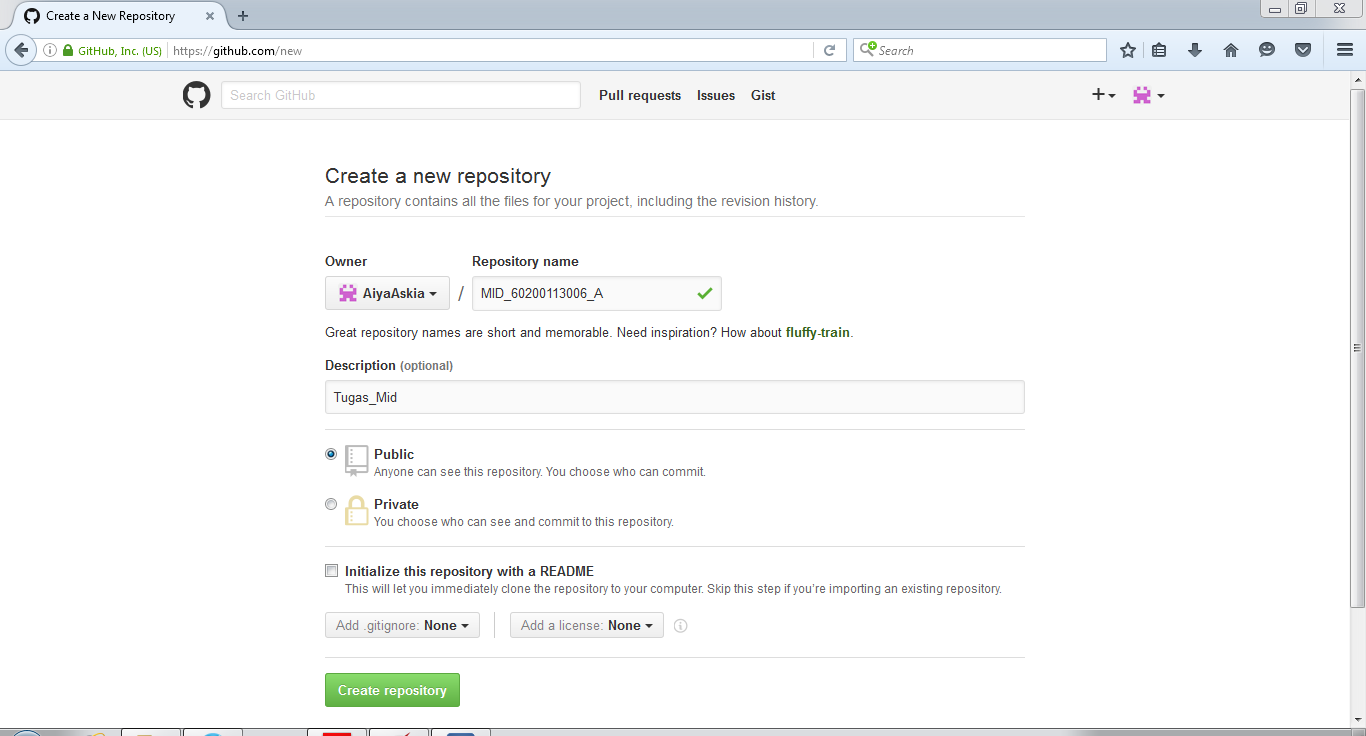 Create a New Repository
GitHub, Inc. (US) https://github.com/new
Search
Search GitHub
Pull requests Issues Gist
Create a new repository
A repository contains all the files for your project, including the revision history.
Owner Repository name
AiyaAskia / MID_60200113006_A
Great repository names are short and memorable. Need inspiration? How about fluffy-train.
Description (optional)
Tugas_Mid
Public
Anyone can see this repository. You choose who can commit.
Private
You choose who can see and commit to this repository.
Initialize this repository with a README
This will let you immediately clone the repository to your computer. Skip this step if you're importing an existing repository.
Add .gitignore: None Add a license: None
Create repository